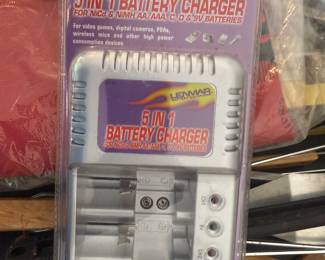 5 IN 1 BATTERY CHARGER
FOR NiCd & NiMH AA, AAA, C, D & 9V BATTERIES
For video games, digital cameras, PDAs,
wireless mice and other high power
consumption devices
LENMAR
5 IN 1
BATTERY CHARGER